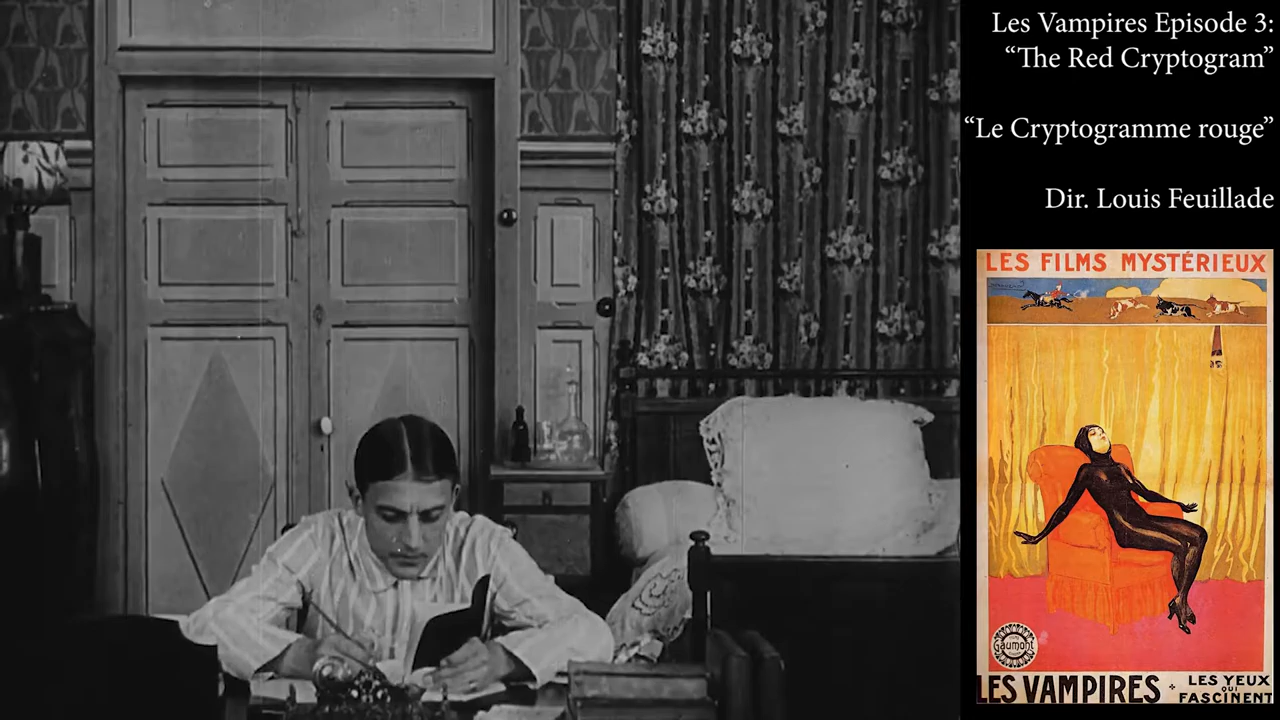 Les Vampires Episode 3:
“The Red Cryptogram”
“Le Cryptogramme rouge”
Dir. Louis Feuillade
LES FILMS MYSTÉRIEUX
Gaumont
LES VAMPIRES + LES YEUX
QUI
FASCINENT